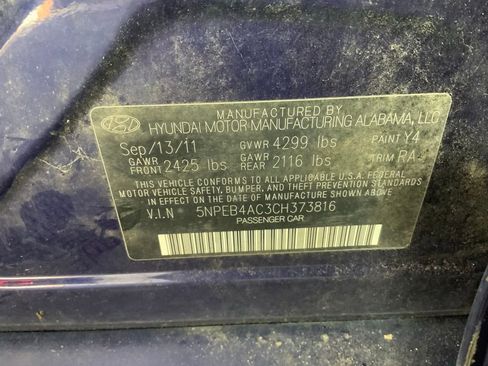 MANUFACTURED BY
HYUNDAI MOTOR MANUFACTURING ALABAMA, LLC
Sep/13/11 GVWR 4299 lbs PAINT Y4
GAWR FRONT 2425 lbs GAWR REAR 2116 lbs TRIM RA
THIS VEHICLE CONFORMS TO ALL APPLICABLE U.S.A. FEDERAL
MOTOR VEHICLE SAFETY, BUMPER, AND THEFT PREVENTION
STANDARDS IN EFFECT ON THE DATE OF MANUFACTURE SHOWN ABOVE.
V.I.N 5NPEB4AC3CH373816
PASSENGER CAR